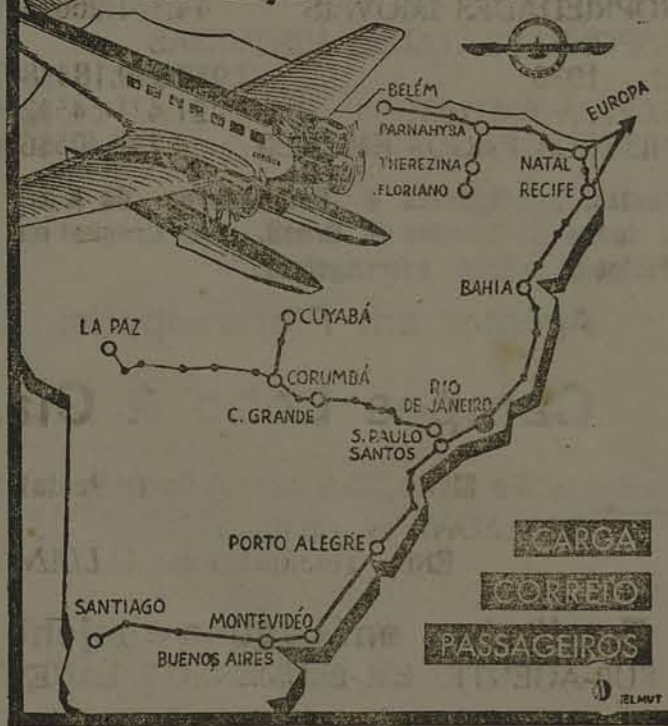 BELÉM
EUROPA
PARNAHYBA
THEREZINA
NATAL
FLORIANO
RECIFE
BAHIA
CUYABÁ
LA PAZ
CORUMBÁ
RIO
DE JANEIRO
C. GRANDE
S. PAULO
SANTOS
PORTO ALEGRE
CARGA
CORREIO
SANTIAGO
MONTEVIDÉO
PASSAGEIROS
BUENOS AIRES